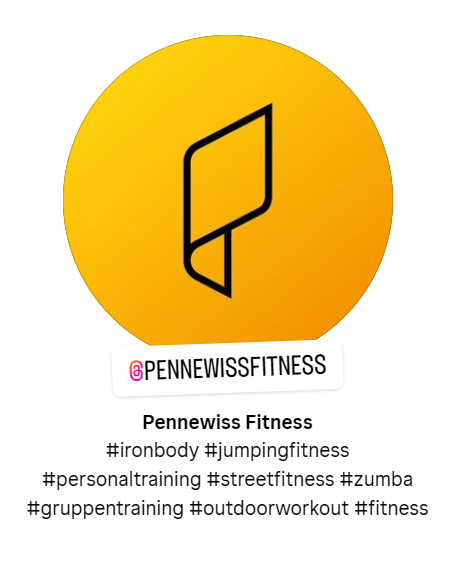 @PENNEWISSFITNESS
Pennewiss Fitness
#ironbody #jumpingfitness
#personaltraining #streetfitness #zumba
#gruppentraining #outdoorworkout #fitness